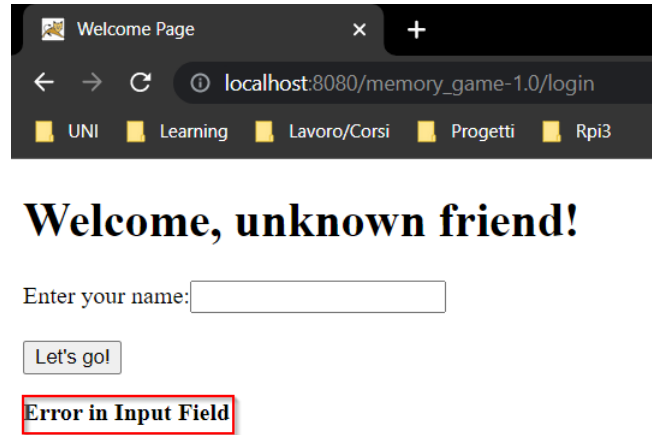 Welcome Page
localhost:8080/memory_game-1.0/login
UNI Learning Lavoro/Corsi Progetti Rpi3
Welcome, unknown friend!
Enter your name:
Let's go!
Error in Input Field